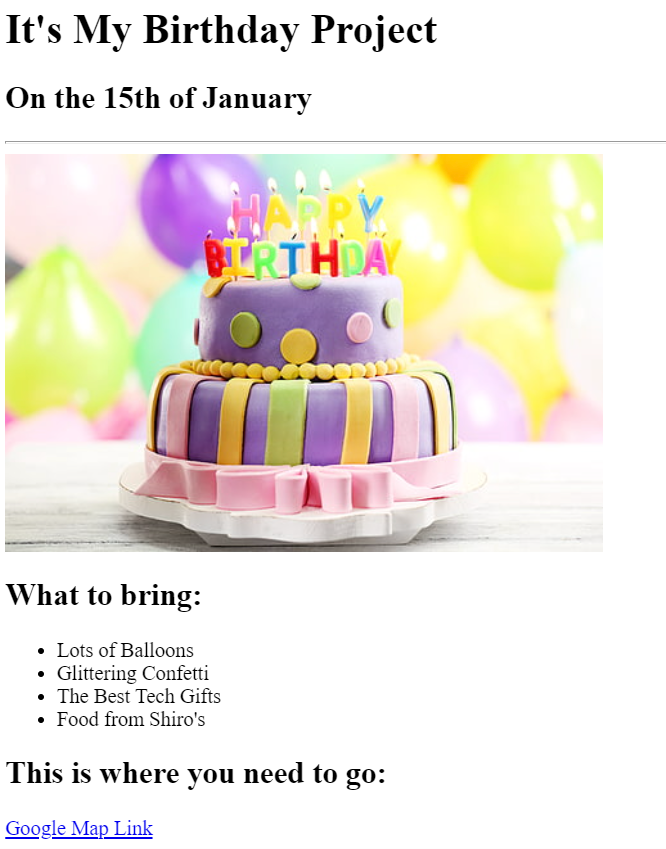 It's My Birthday Project
On the 15th of January
HAPPY
BIRTHDAY
What to bring:
Lots of Balloons
Glittering Confetti
The Best Tech Gifts
Food from Shiro's
This is where you need to go:
Google Map Link